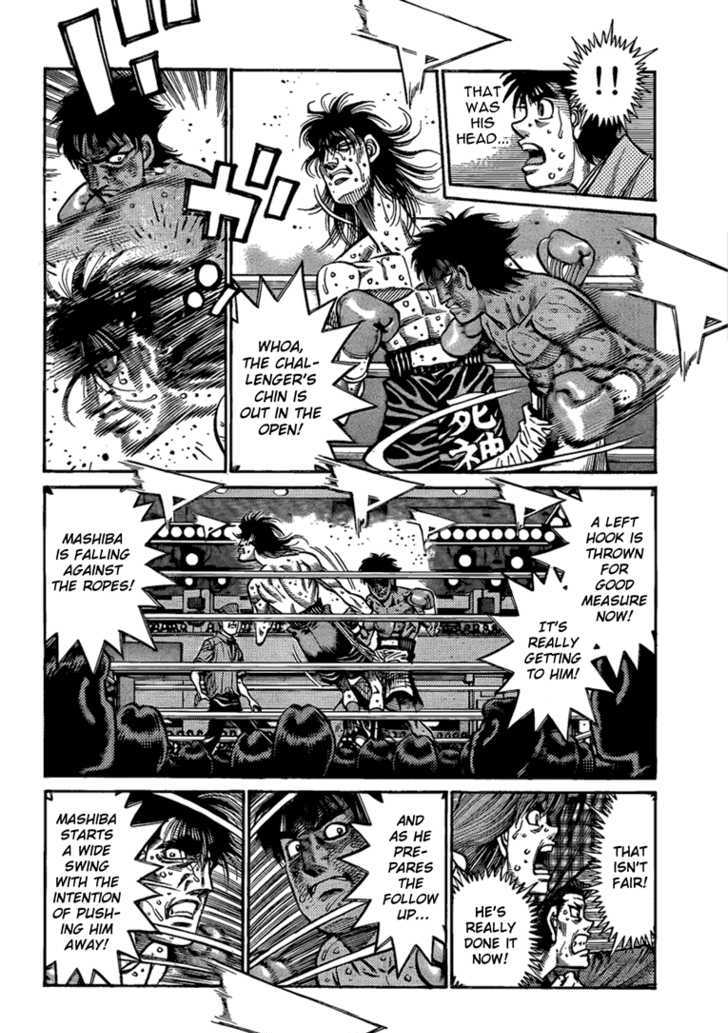 !!
THAT
WAS
HIS
HEAD...
WHOA,
THE CHAL-
LENGER'S
CHIN IS
OUT IN THE
OPEN!
死神
A LEFT
HOOK IS
THROWN
FOR
GOOD
MEASURE
NOW!
IT'S
REALLY
GETTING
TO HIM!
MASHIBA
IS FALLING
AGAINST
THE ROPES!
THAT
ISN'T
FAIR!
HE'S
REALLY
DONE IT
NOW!
AND
AS HE
PRE-
PARES
THE
FOLLOW
UP...
MASHIBA
STARTS
A WIDE
SWING
WITH THE
INTENTION
OF PUSH-
ING HIM
AWAY!